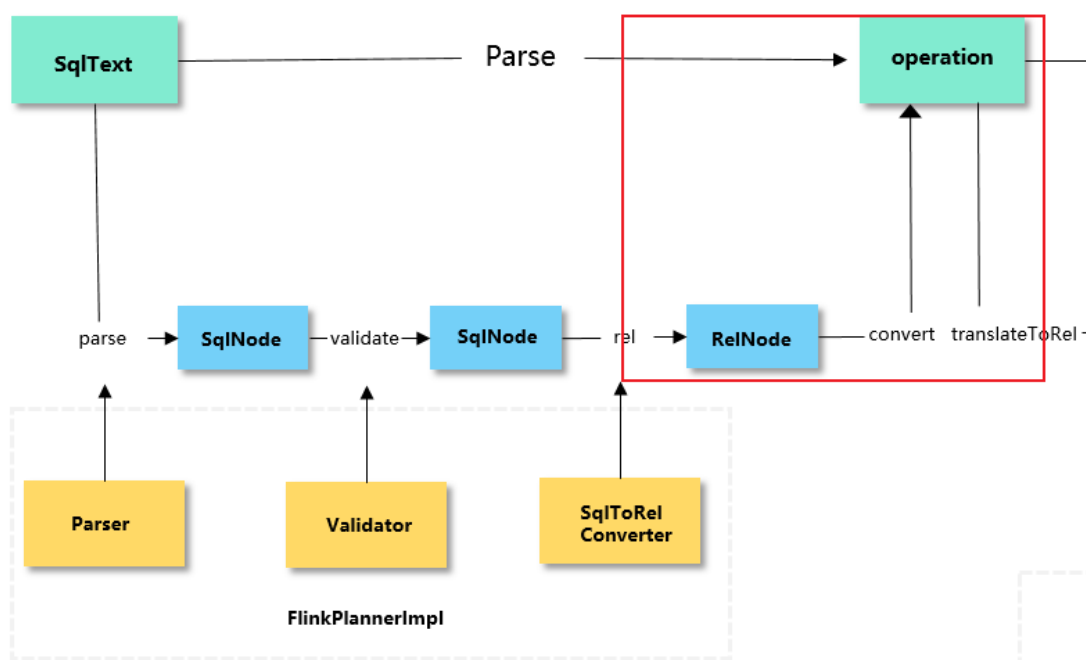 SqlText
Parse
operation
parse
SqlNode
validate
SqlNode
rel
RelNode
convert
translateToRel
Parser
Validator
SqlToRel
Converter
FlinkPlannerImpl